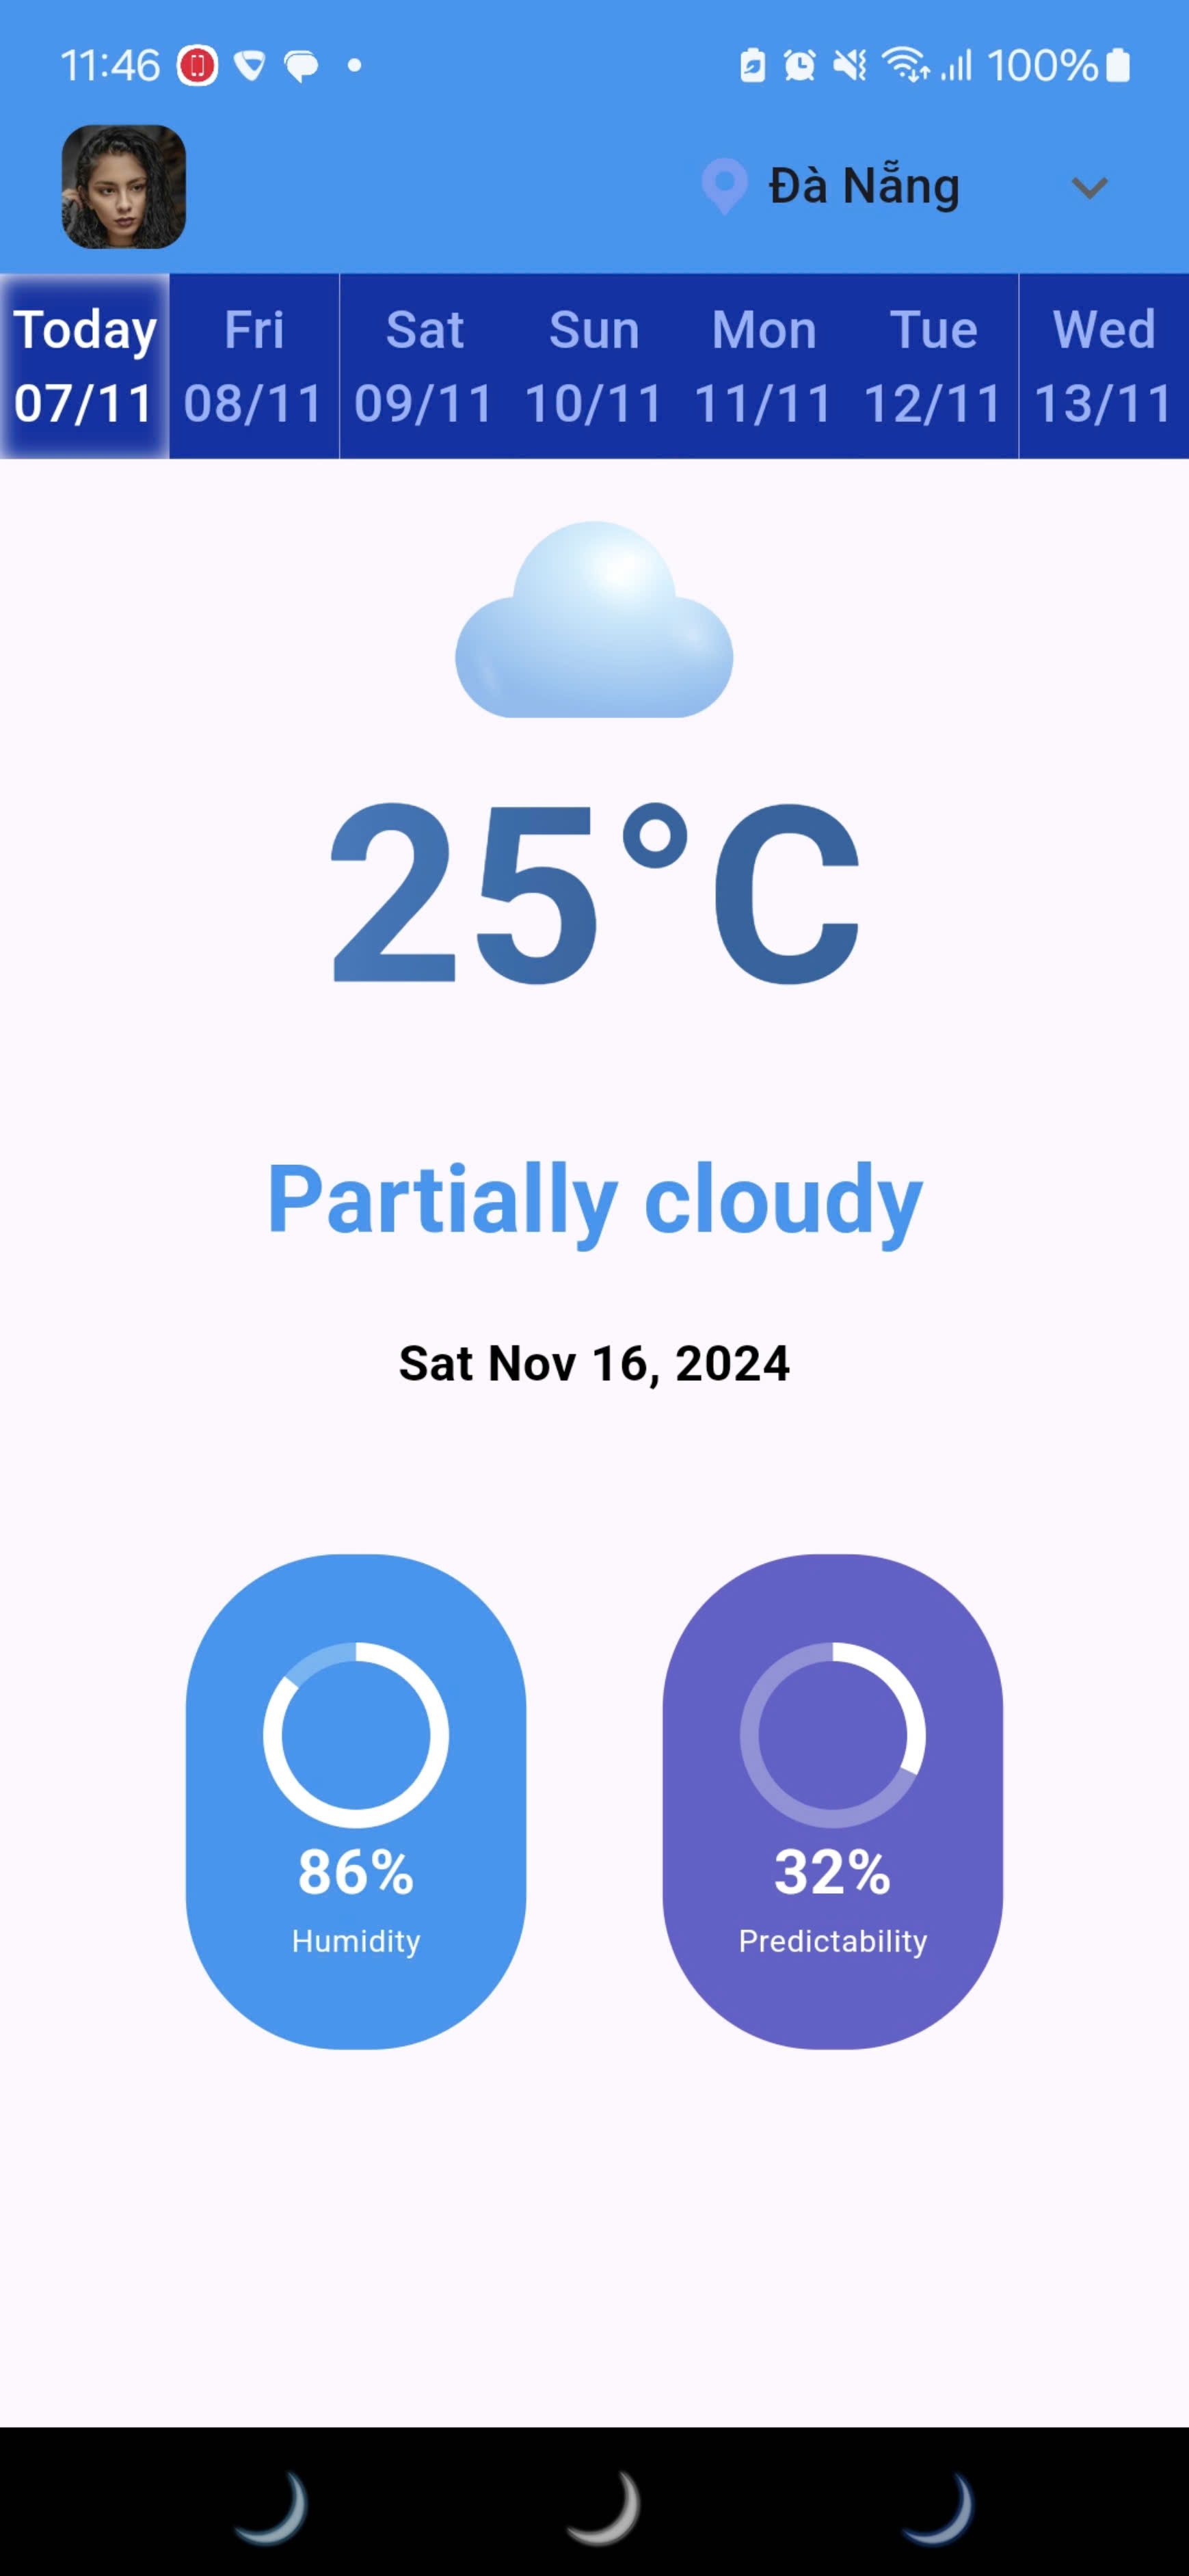 11:46 100%
Đà Nẵng
Today Fri Sat Sun Mon Tue Wed
07/11 08/11 09/11 10/11 11/11 12/11 13/11
25°C
Partially cloudy
Sat Nov 16, 2024
86% 32%
Humidity Predictability